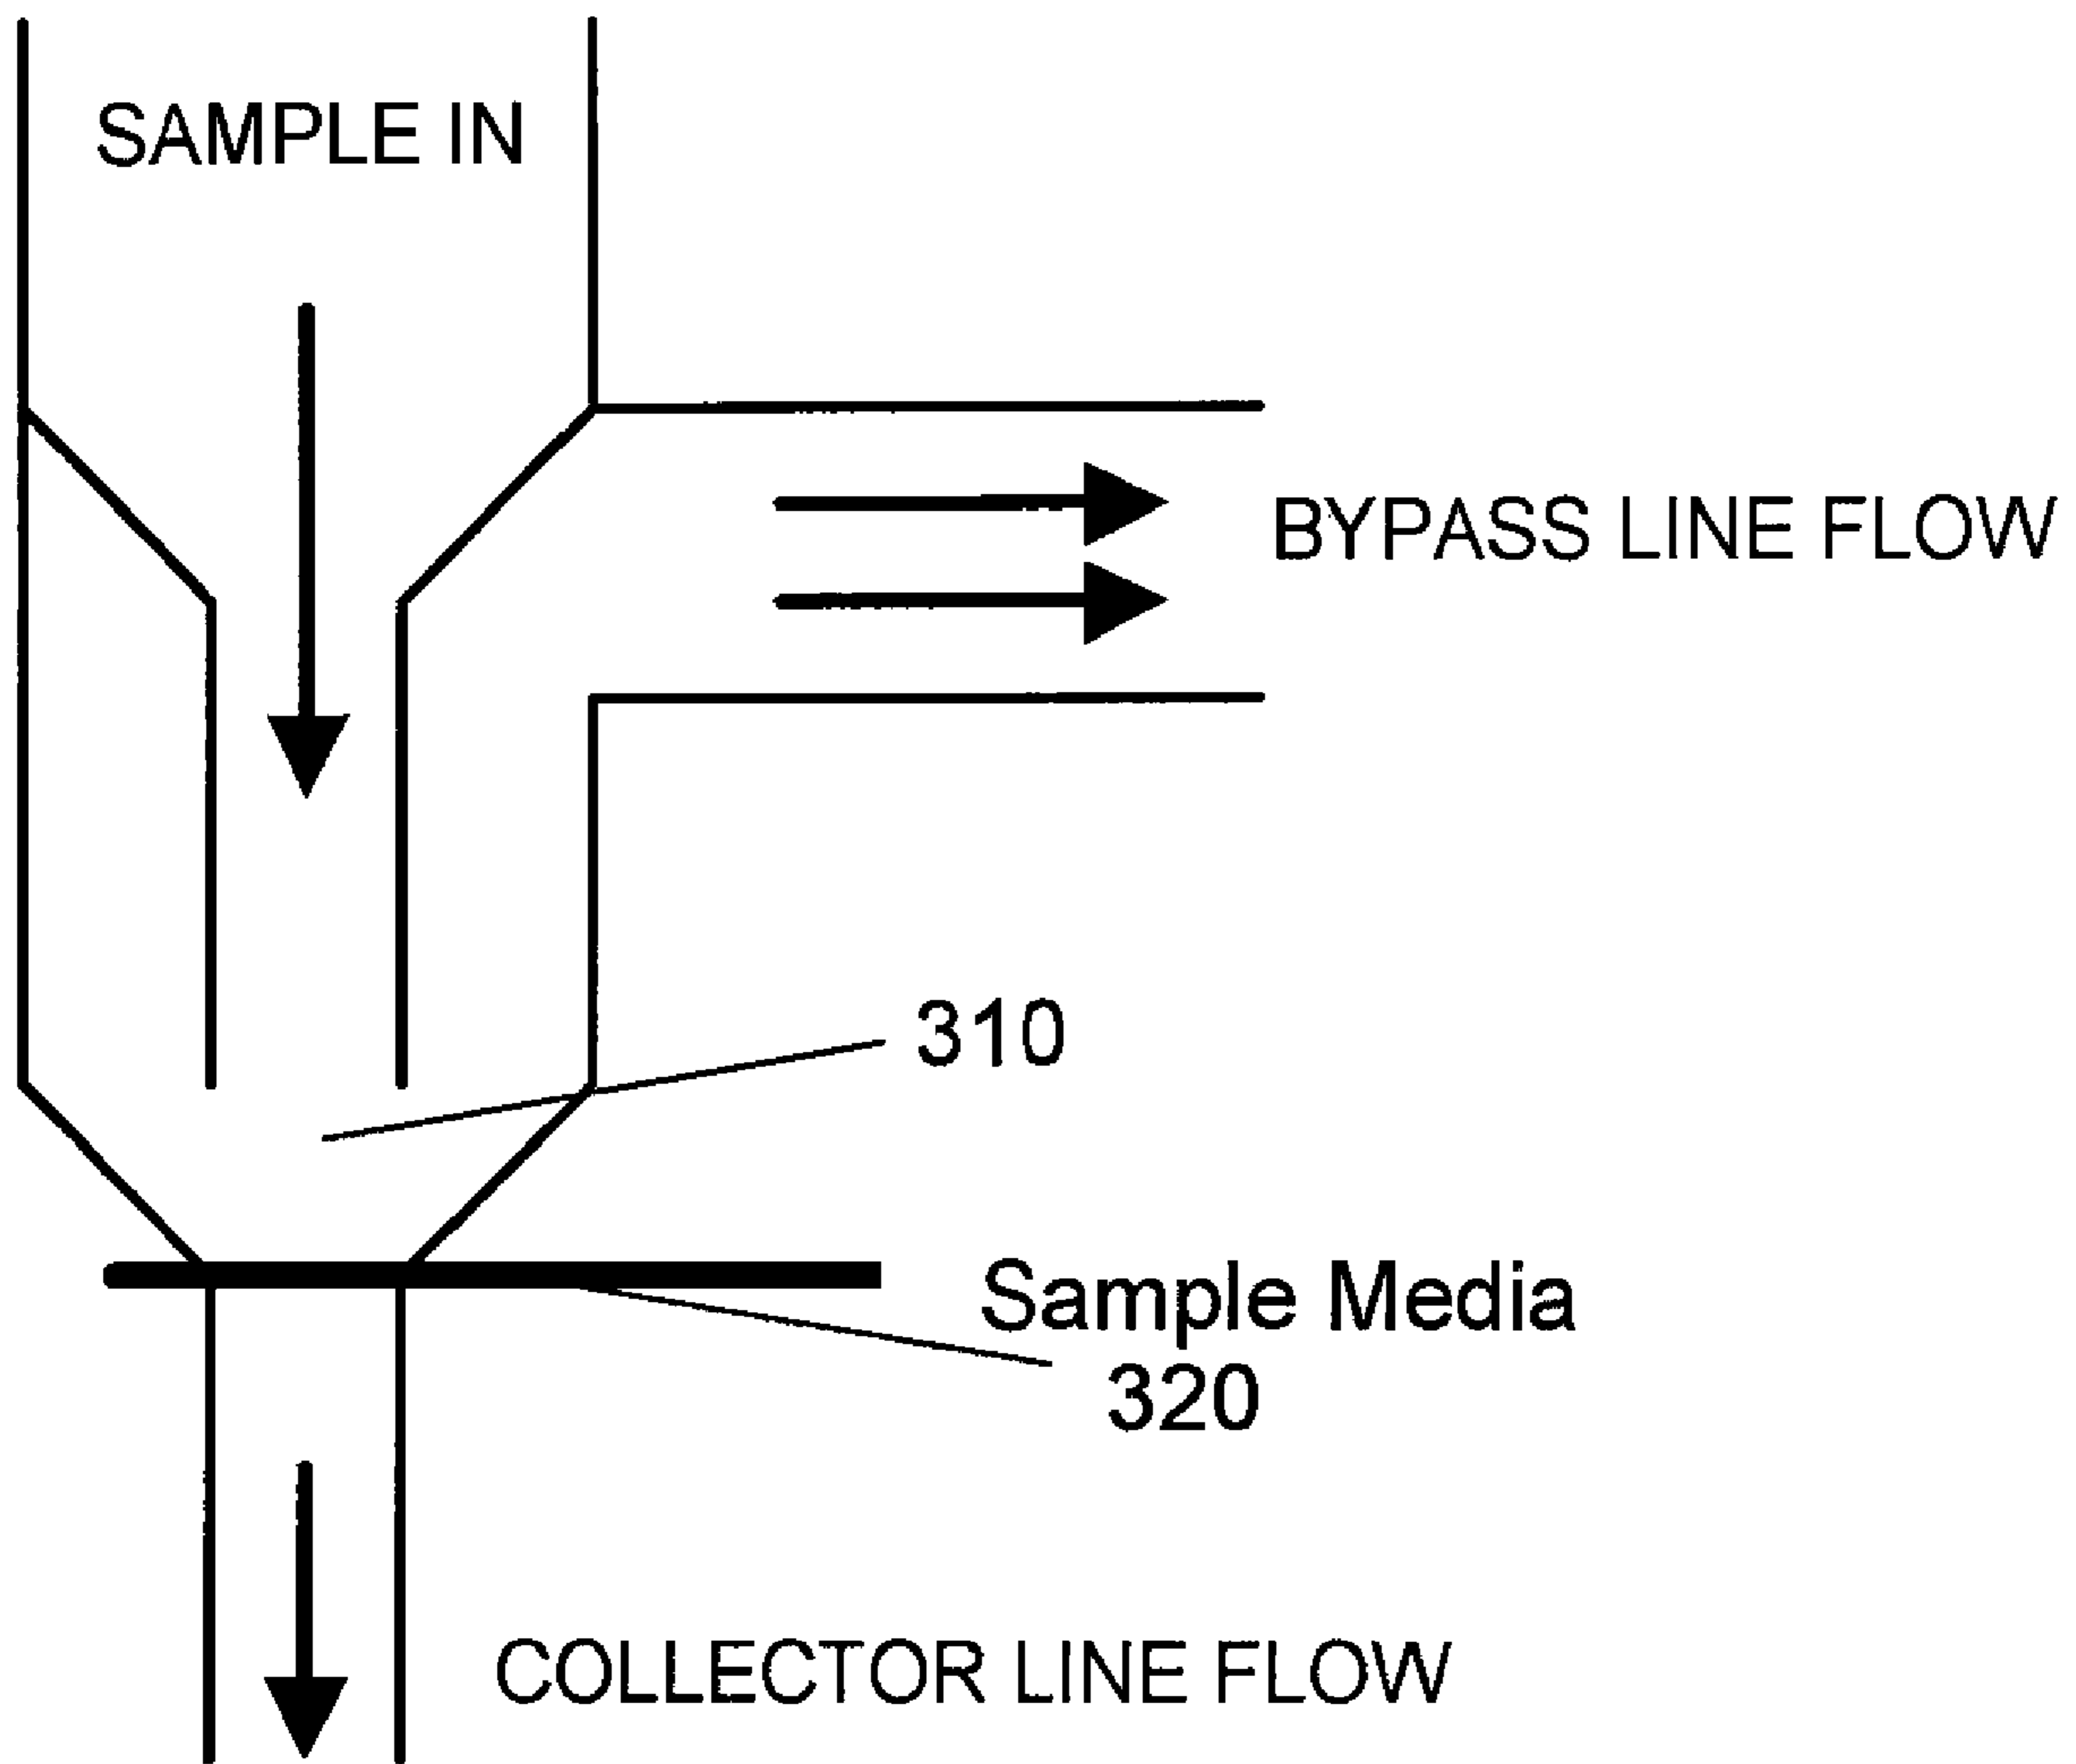 SAMPLE IN
BYPASS LINE FLOW
310
Sample Media
320
COLLECTOR LINE FLOW